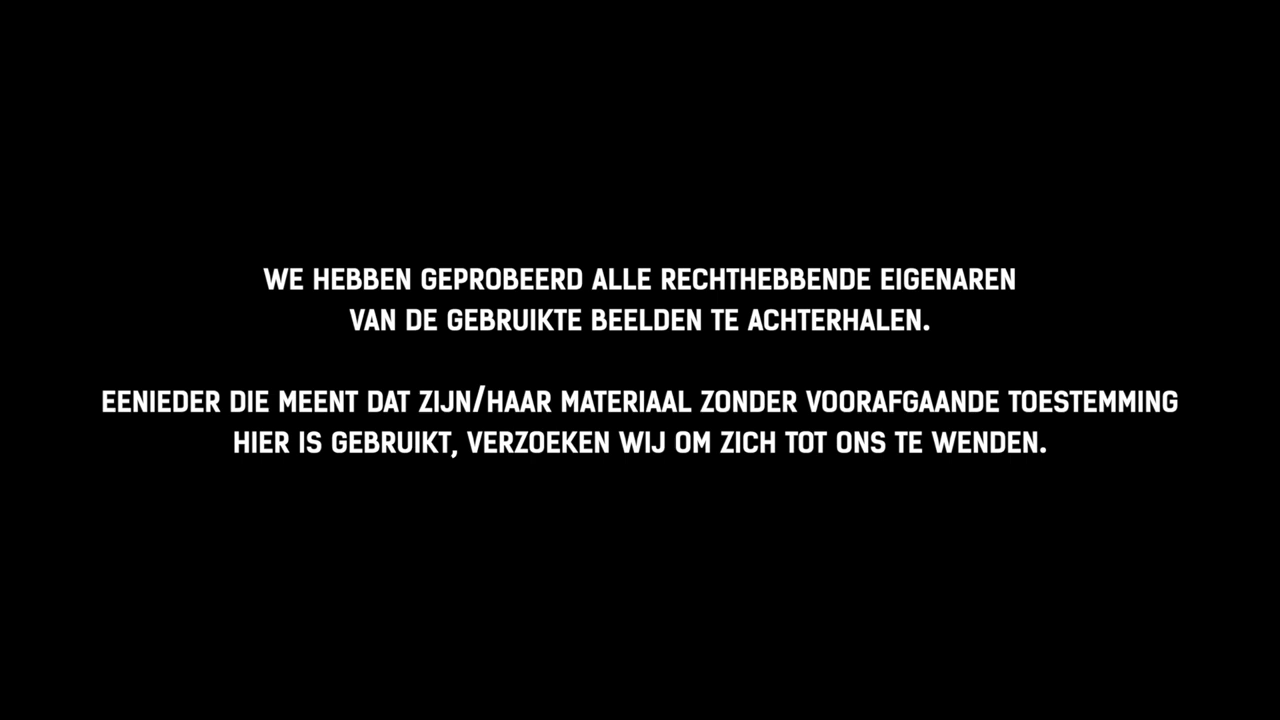 WE HEBBEN GEPROBEERD ALLE RECHTHEBBENDE EIGENAREN
VAN DE GEBRUIKTE BEELDEN TE ACHTERHALEN.
EENIEDER DIE MEENT DAT ZIJN/HAAR MATERIAAL ZONDER VOORAFGAANDE TOESTEMMING
HIER IS GEBRUIKT, VERZOEKEN WIJ OM ZICH TOT ONS TE WENDEN.